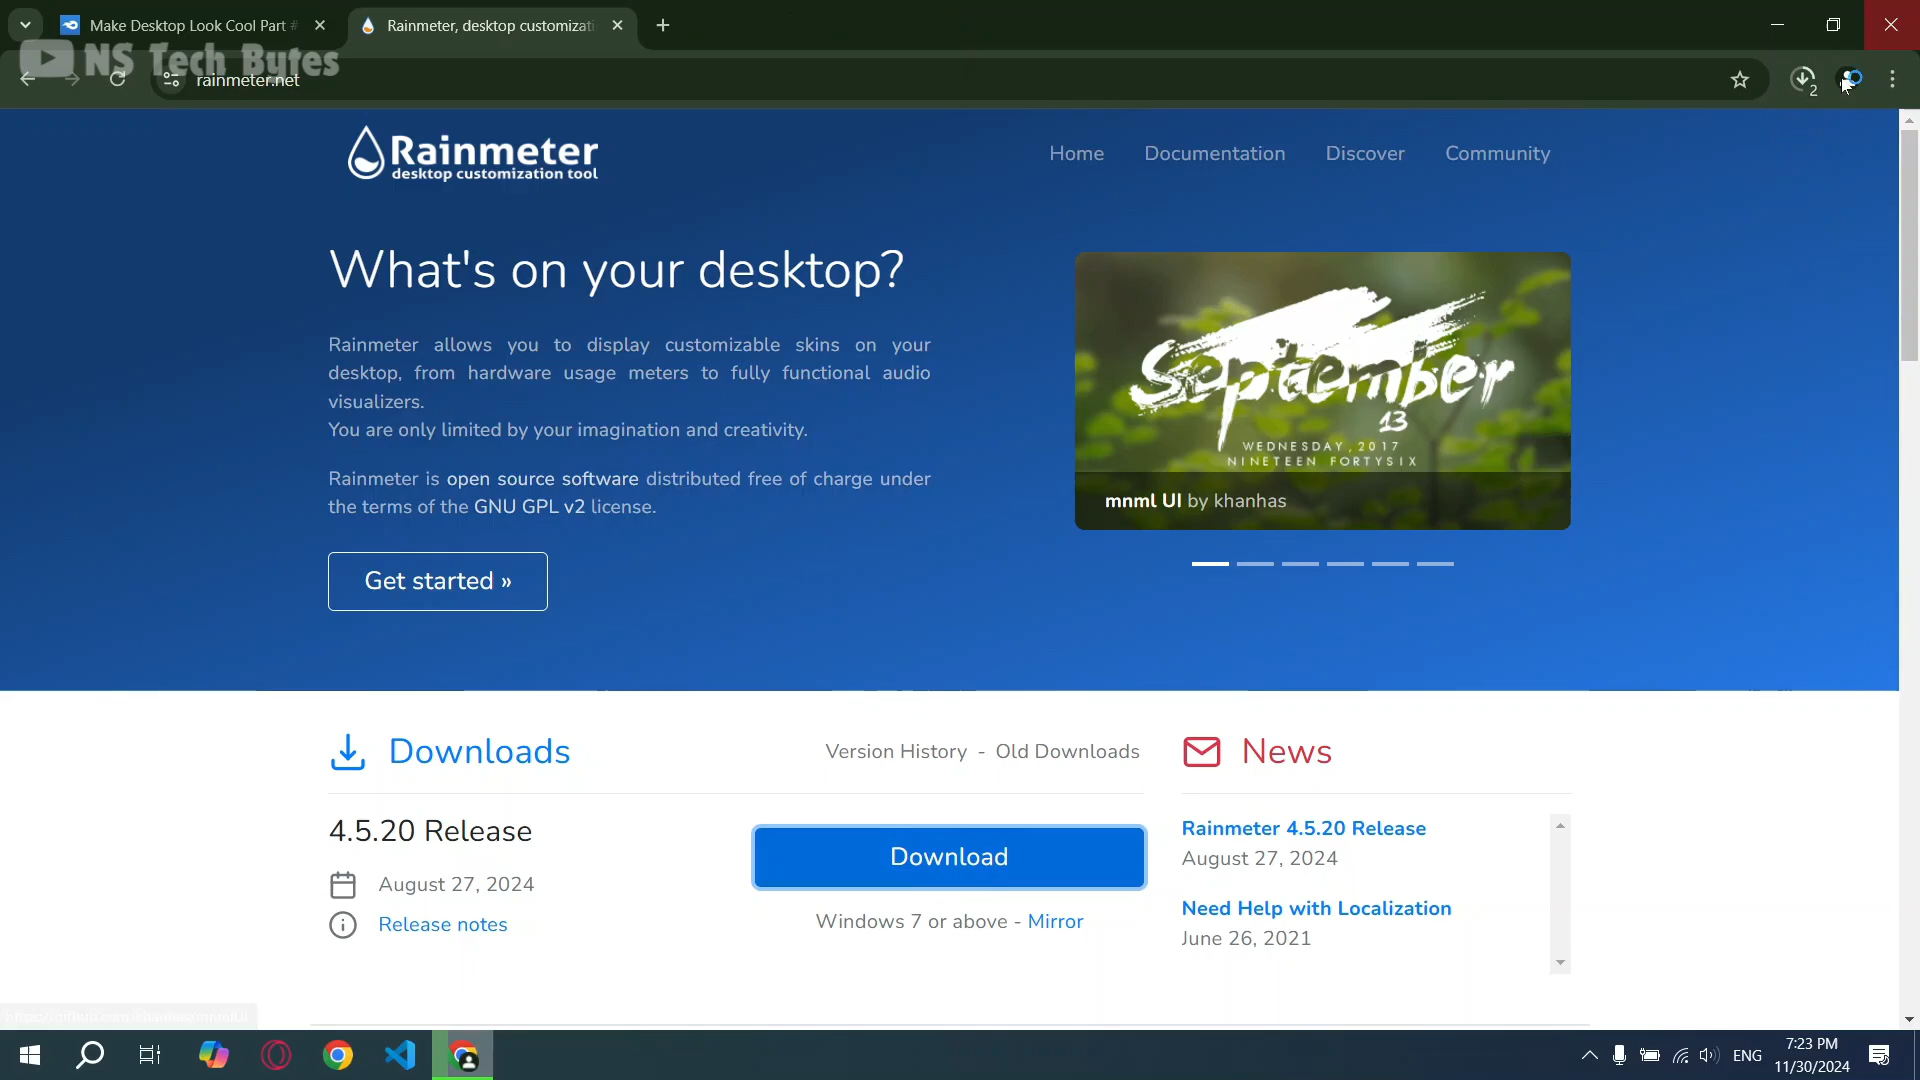 Make Desktop Look Cool Part #
Rainmeter, desktop customizati
NS Tech Bytes
rainmeter.net
2
Rainmeter
desktop customization tool
Home
Documentation
Discover
Community
What's on your desktop?
Rainmeter allows you to display customizable skins on your
desktop, from hardware usage meters to fully functional audio
visualizers.
You are only limited by your imagination and creativity.
Rainmeter is open source software distributed free of charge under
the terms of the GNU GPL v2 license.
Get started »
September
13
WEDNESDAY, 2017
NINETEEN FORTYSIX
mnml UI by khanhas
Downloads
Version History - Old Downloads
News
4.5.20 Release
August 27, 2024
Release notes
Download
Windows 7 or above - Mirror
Rainmeter 4.5.20 Release
August 27, 2024
Need Help with Localization
June 26, 2021
ENG
7:23 PM
11/30/2024